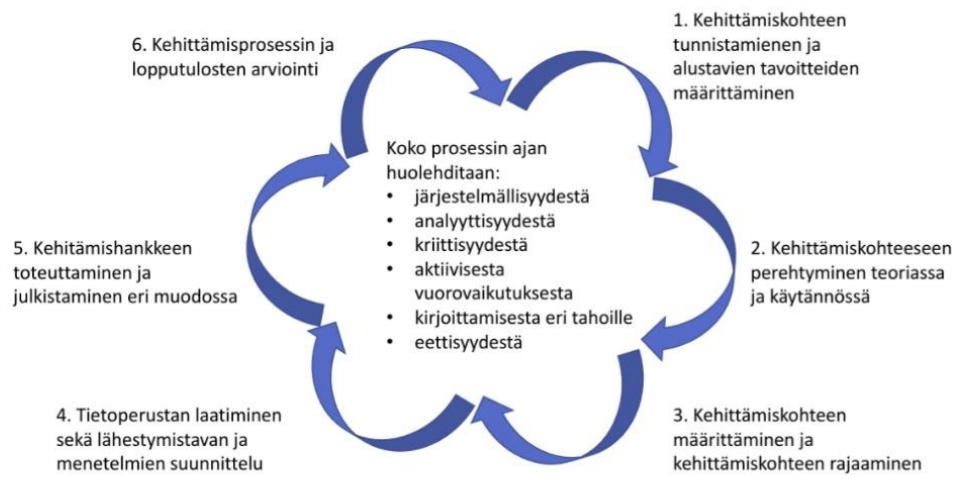 1. Kehittämiskohteen
tunnistamienen ja
alustavien tavoitteiden
määrittäminen
2. Kehittämiskohteeseen
perehtyminen teoriassa
ja käytännössä
3. Kehittämiskohteen
määrittäminen ja
kehittämiskohteen rajaaminen
4. Tietoperustan laatiminen
sekä lähestymistavan ja
menetelmien suunnittelu
5. Kehitämishankkeen
toteuttaminen ja
julkistaminen eri muodossa
6. Kehittämisprosessin ja
lopputulosten arviointi
Koko prosessin ajan
huolehditaan:
• järjestelmällisyydestä
• analyyttisyydestä
• kriittisyydestä
• aktiivisesta
vuorovaikutuksesta
• kirjoittamisesta eri tahoille
• eettisyydestä